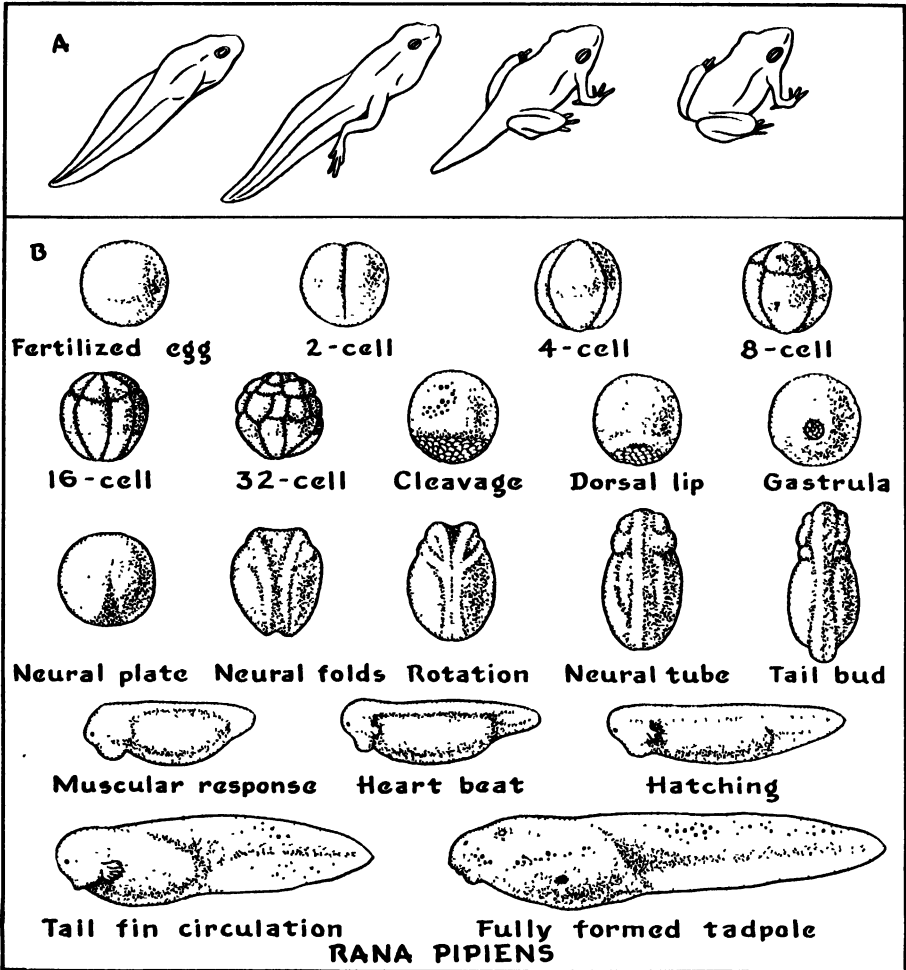 A
B
Fertilized egg 2-cell 4-cell 8-cell
16-cell 32-cell Cleavage Dorsal lip Gastrula
Neural plate Neural folds Rotation Neural tube Tail bud
Muscular response Heart beat Hatching
Tail fin circulation Fully formed tadpole
RANA PIPIENS